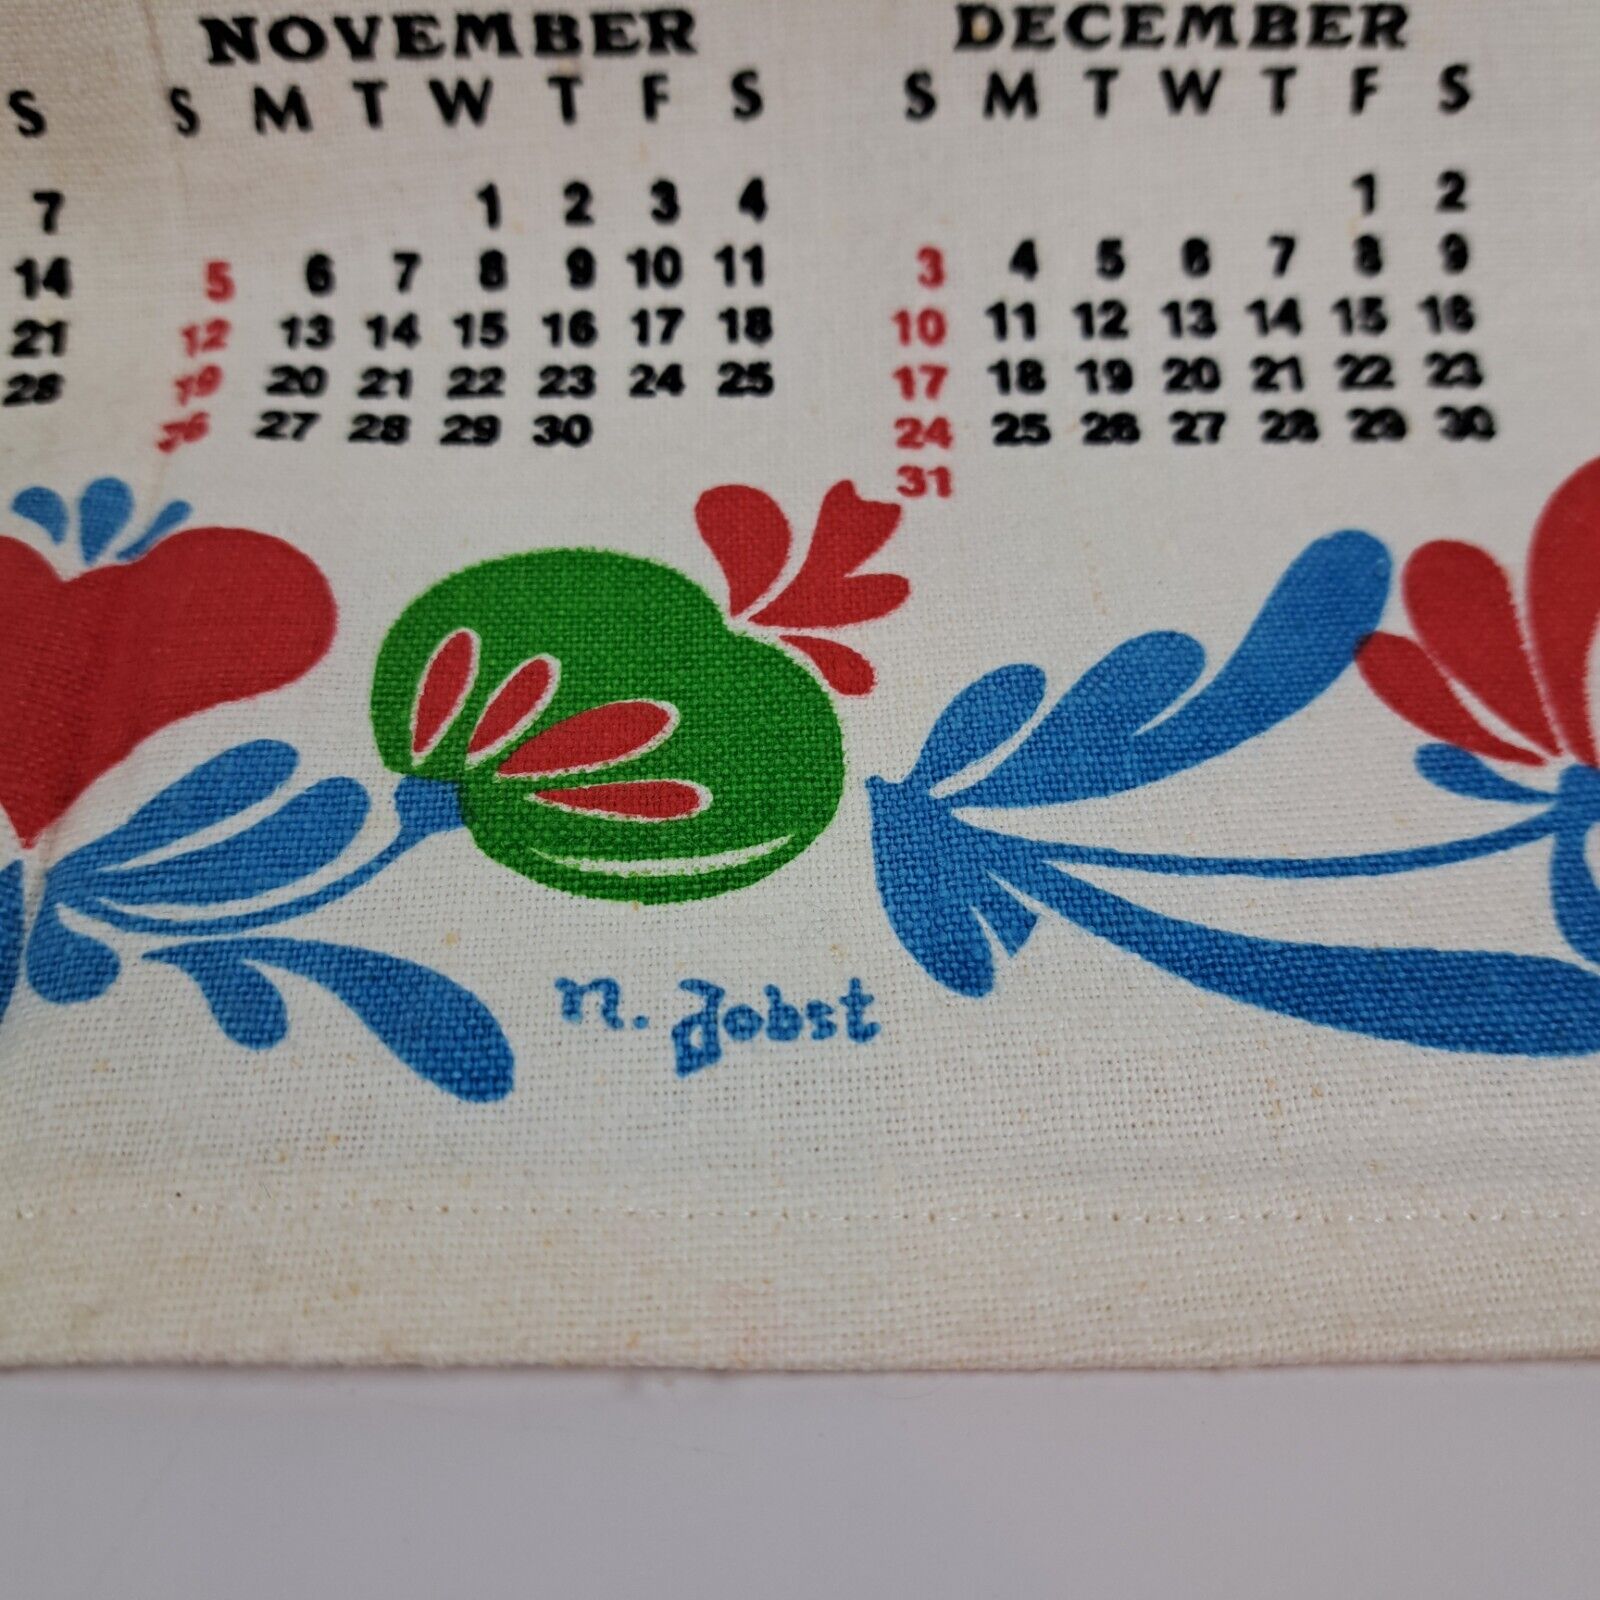 NOVEMBER DECEMBER
S S M T W T F S S M T W T F S
7 1 2 3 4 1 2
14 5 6 7 8 9 10 11 3 4 5 6 7 8 9
21 12 13 14 15 16 17 18 10 11 12 13 14 15 16
28 19 20 21 22 23 24 25 17 18 19 20 21 22 23
26 27 28 29 30 24 25 26 27 28 29 30
31
n. Jobst